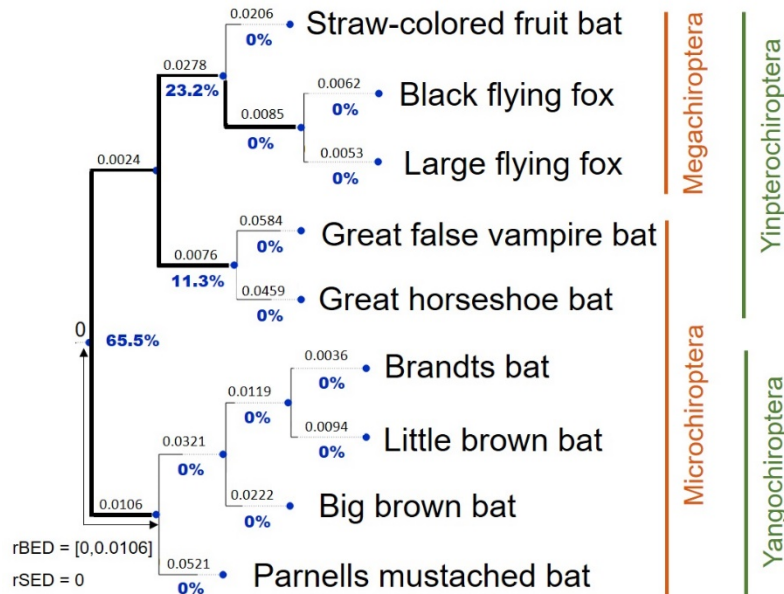 0.0206
Straw-colored fruit bat
0%
0.0278
23.2%
0.0062
Black flying fox
0%
0.0085
0%
0.0053
Large flying fox
0%
0.0024
0.0584
Great false vampire bat
0%
0.0076
11.3%
0.0459
Great horseshoe bat
0%
0
65.5%
0.0036
Brandts bat
0%
0.0119
0%
0.0094
Little brown bat
0%
0.0321
0%
0.0222
Big brown bat
0%
0.0106
rBED = [0,0.0106]
rSED = 0
0.0521
Parnells mustached bat
0%
Megachiroptera
Microchiroptera
Yinpterochiroptera
Yangochiroptera